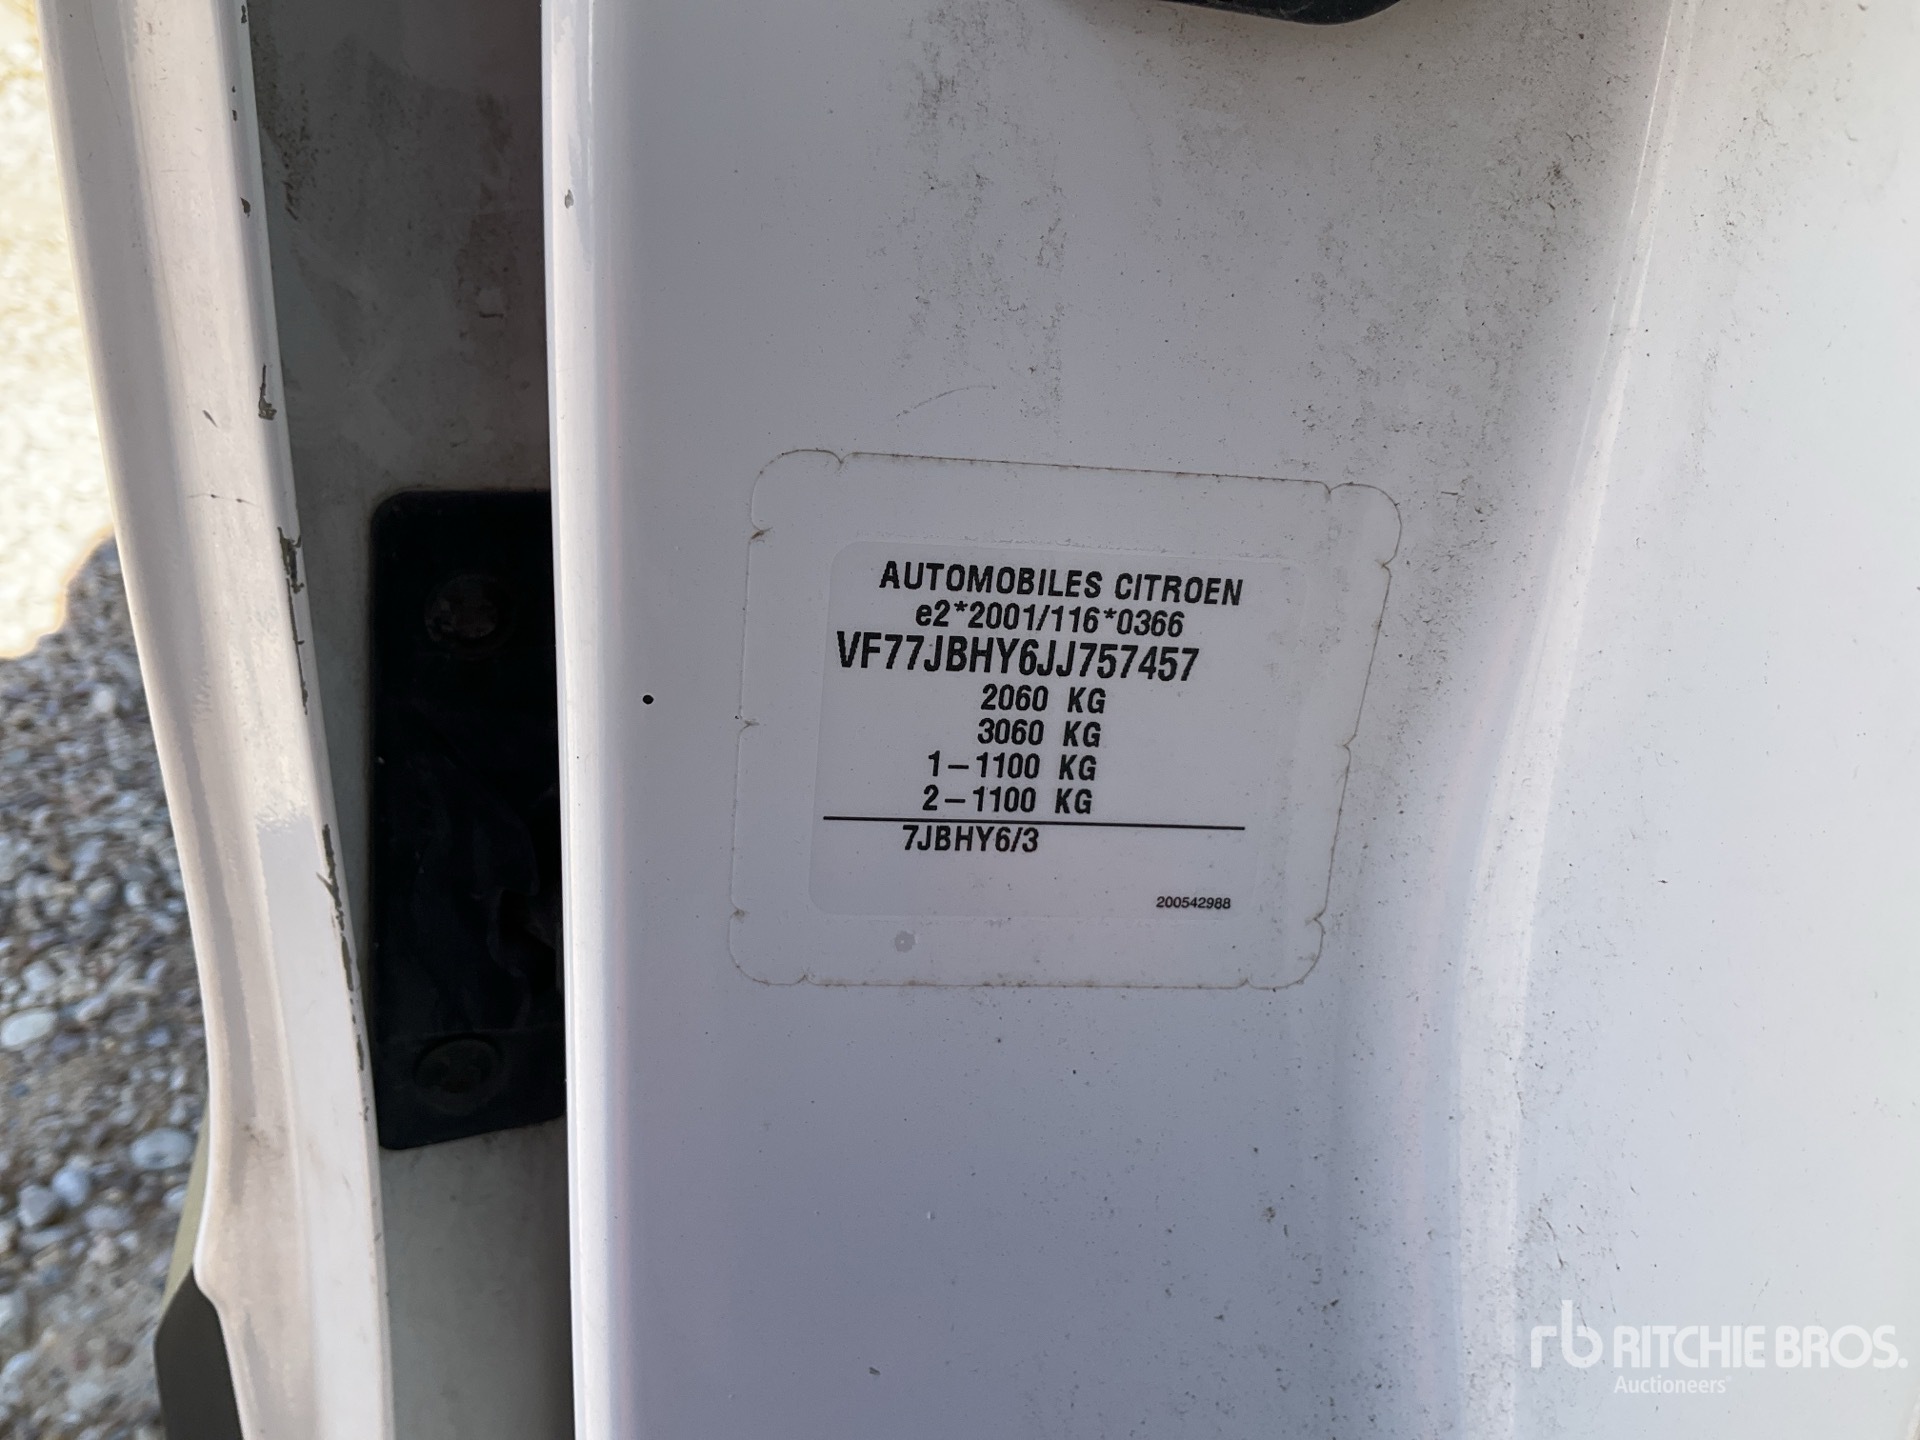 AUTOMOBILES CITROEN
e2*2001/116*0366
VF77JBHY6JJ757457
2060 KG
3060 KG
1-1100 KG
2-1100 KG
7JBHY6/3
200542988
rb RITCHIE BROS.
Auctioneers